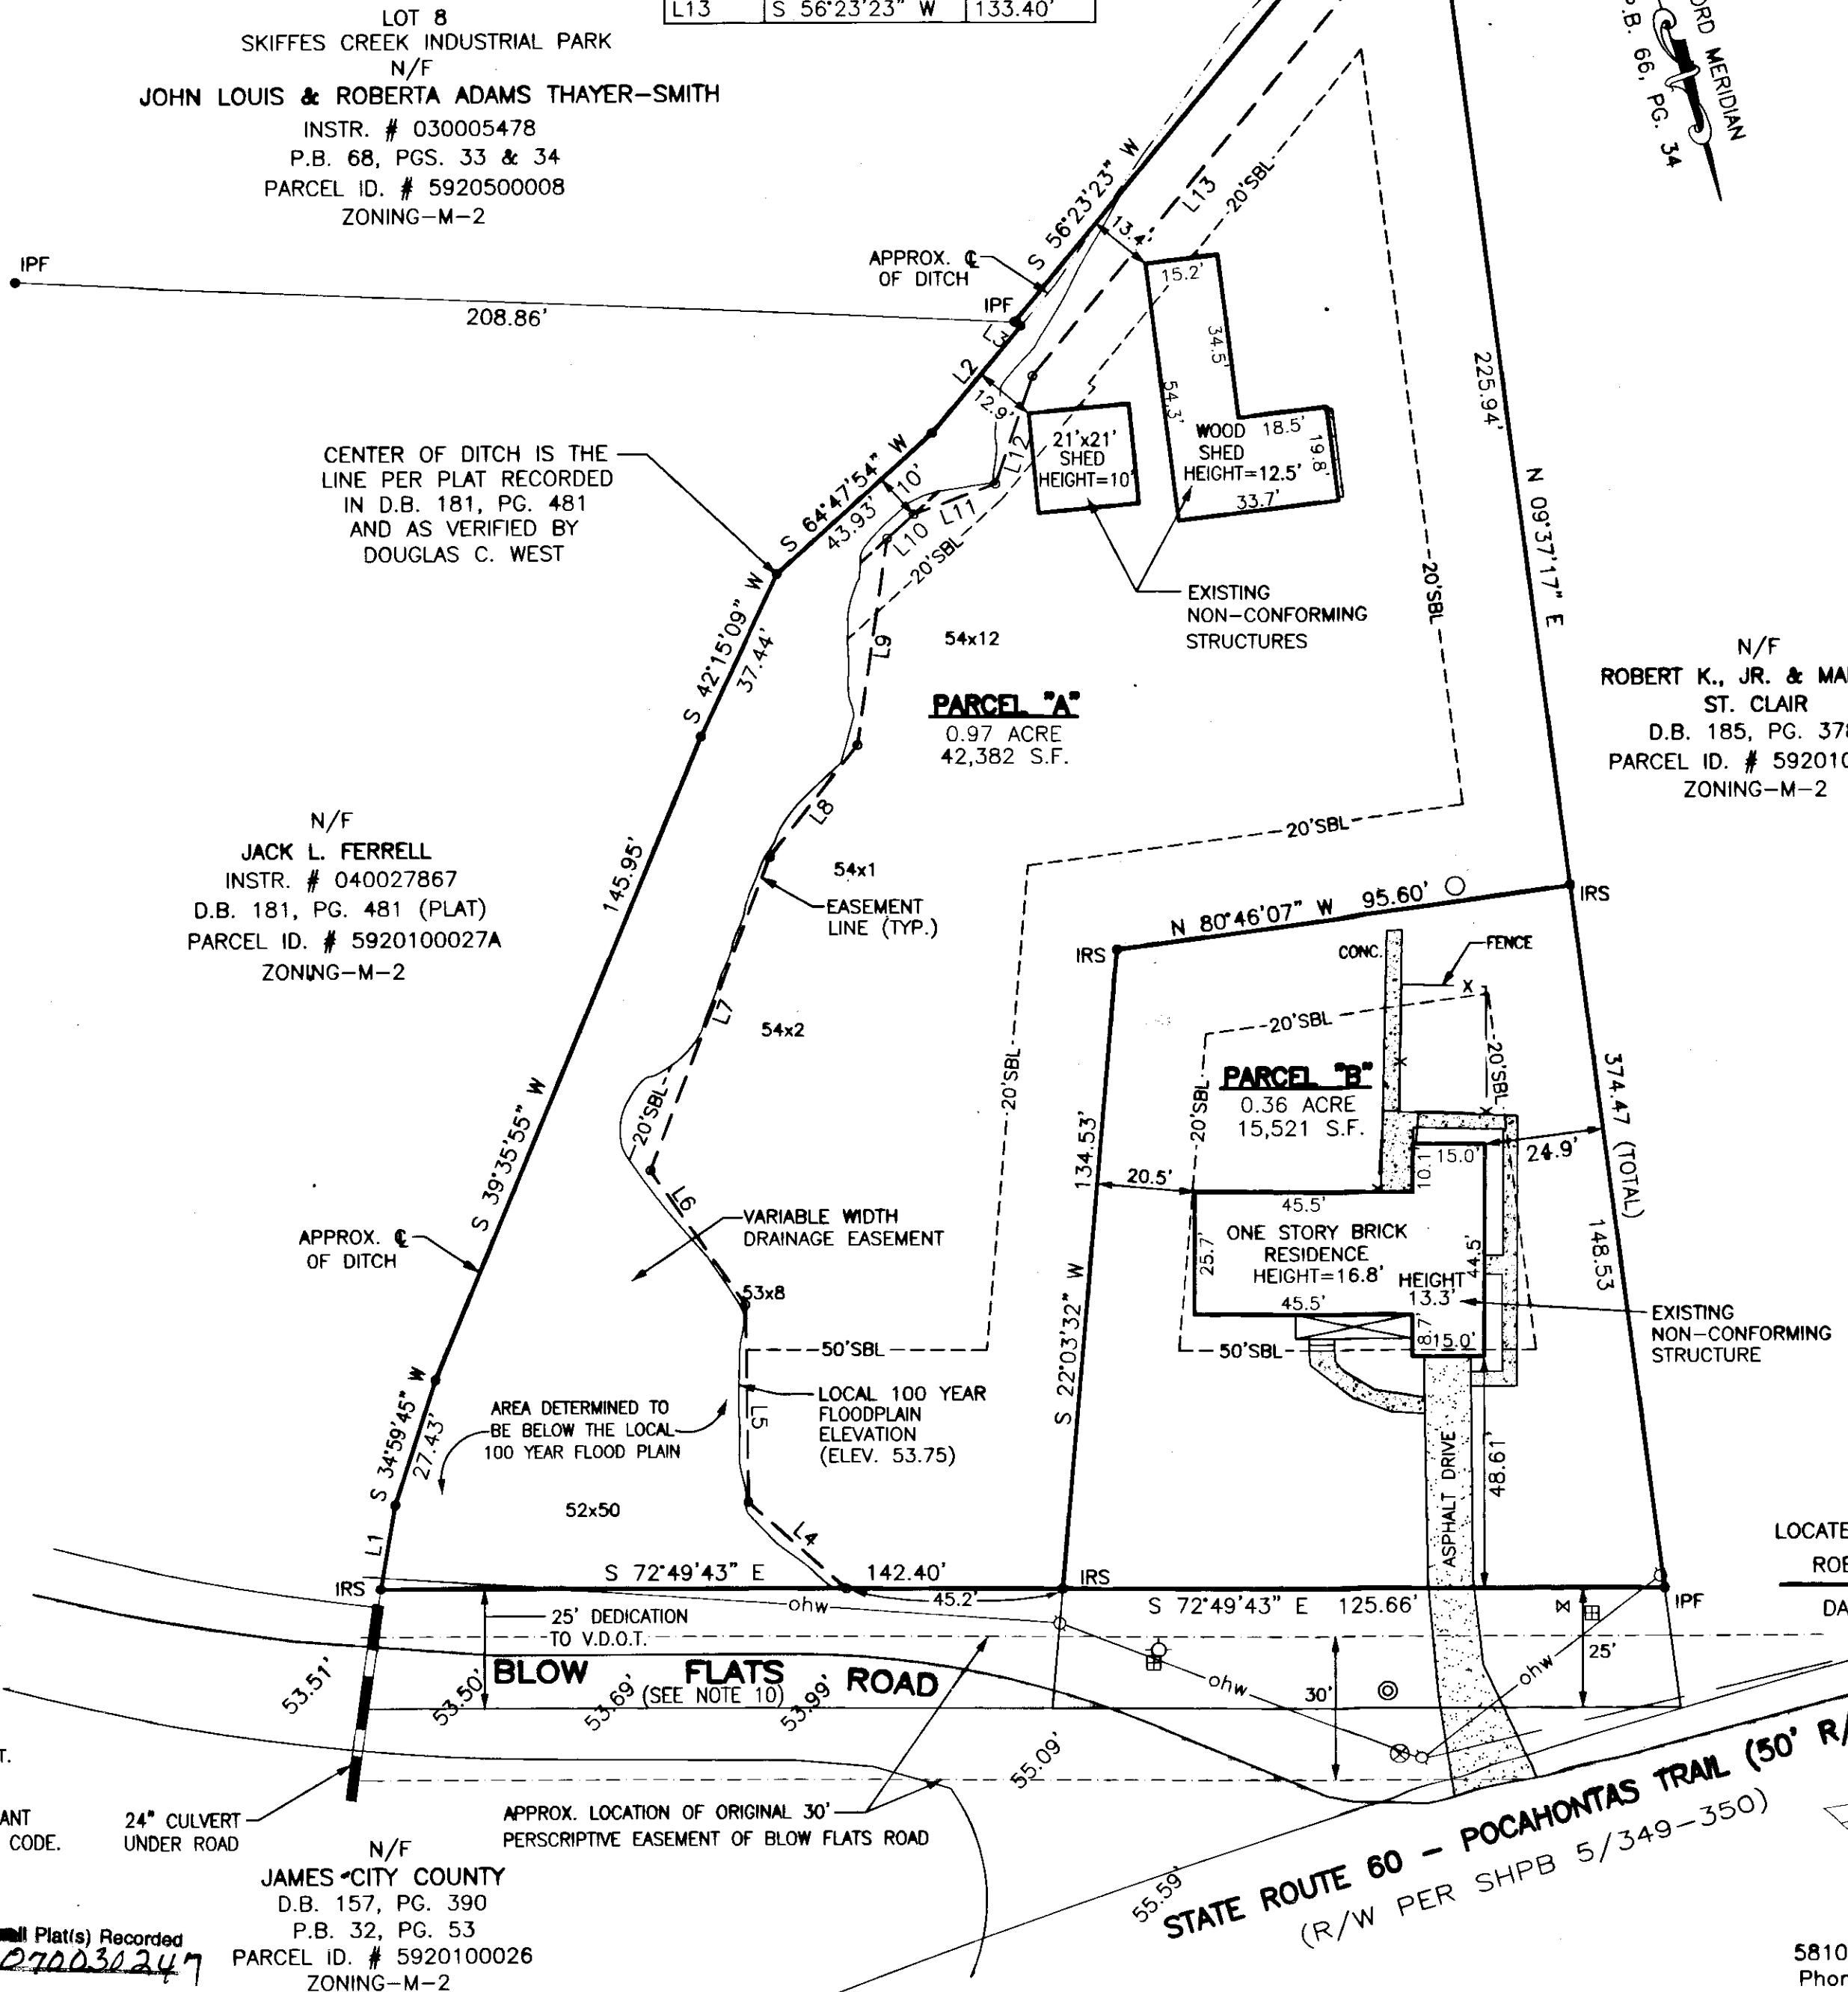 L13 S 56°23'23" W 133.40'
LOT 8
SKIFFES CREEK INDUSTRIAL PARK
N/F
JOHN LOUIS & ROBERTA ADAMS THAYER-SMITH
INSTR. # 030005478
P.B. 68, PGS. 33 & 34
PARCEL ID. # 5920500008
ZONING-M-2
MERIDIAN
P.B. 66, PG. 34
IPF
208.86'
IPF
APPROX. ℄
OF DITCH
S 56°23'23" W
L13
20'SBL
13.4'
15.2'
34.5'
54.3'
WOOD
SHED
HEIGHT=12.5'
18.5'
19.8'
33.7'
L3
L2
12.9'
21'x21'
SHED
HEIGHT=10'
L12
L11
L10
10'
20'SBL
S 64°47'54" W
43.93'
CENTER OF DITCH IS THE
LINE PER PLAT RECORDED
IN D.B. 181, PG. 481
AND AS VERIFIED BY
DOUGLAS C. WEST
EXISTING
NON-CONFORMING
STRUCTURES
225.94'
N 09°37'17" E
20'SBL
S 42°15'09" W
37.44'
L9
54x12
PARCEL "A"
0.97 ACRE
42,382 S.F.
N/F
ROBERT K., JR. &
ST. CLAIR
D.B. 185, PG.
PARCEL ID. #
ZONING-M-2
N/F
JACK L. FERRELL
INSTR. # 040027867
D.B. 181, PG. 481 (PLAT)
PARCEL ID. # 5920100027A
ZONING-M-2
145.95'
S 39°35'55" W
L8
54x1
EASEMENT
LINE (TYP.)
L7
54x2
20'SBL
20'SBL
20'SBL
N 80°46'07" W 95.60'
IRS
IRS
CONC.
FENCE
X
X
X
X
20'SBL
20'SBL
20'SBL
PARCEL "B"
0.36 ACRE
15,521 S.F.
374.47 (TOTAL)
148.53
134.53'
S 22°03'32" W
20.5'
24.9'
10.1
15.0'
45.5'
25.7'
ONE STORY BRICK
RESIDENCE
HEIGHT=16.8'
HEIGHT
13.3'
44.5'
45.5'
8.7'
15.0'
50'SBL
EXISTING
NON-CONFORMING
STRUCTURE
L6
VARIABLE WIDTH
DRAINAGE EASEMENT
53x8
50'SBL
APPROX. ℄
OF DITCH
S 34°59'45" W
27.43'
AREA DETERMINED TO
BE BELOW THE LOCAL
100 YEAR FLOOD PLAIN
L5
LOCAL 100 YEAR
FLOODPLAIN
ELEVATION
(ELEV. 53.75)
ASPHALT DRIVE
48.61'
52x50
L4
L1
IRS
S 72°49'43" E 142.40'
IRS
45.2'
S 72°49'43" E 125.66'
IPF
25'
ohw
ohw
ohw
25' DEDICATION
TO V.D.O.T.
BLOW FLATS ROAD
(SEE NOTE 10)
30'
53.51'
53.50'
53.69'
53.99'
55.09'
55.59'
APPROX. LOCATION OF ORIGINAL 30'
PERSCRIPTIVE EASEMENT OF BLOW FLATS ROAD
24" CULVERT
UNDER ROAD
CODE.
STATE ROUTE 60 - POCAHONTAS TRAIL (50' R/
(R/W PER SHPB 5/349-350)
N/F
JAMES CITY COUNTY
D.B. 157, PG. 390
P.B. 32, PG. 53
PARCEL ID. # 5920100026
ZONING-M-2
Plat(s) Recorded
070030247
5810